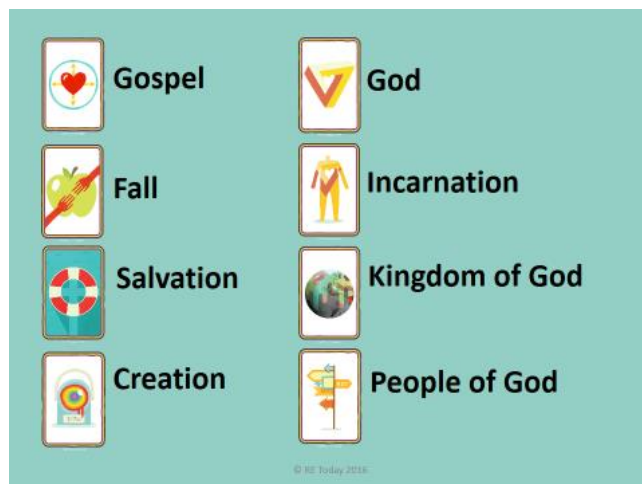 Gospel
God
Fall
Incarnation
Salvation
Kingdom of God
Creation
People of God
© RE Today 2016